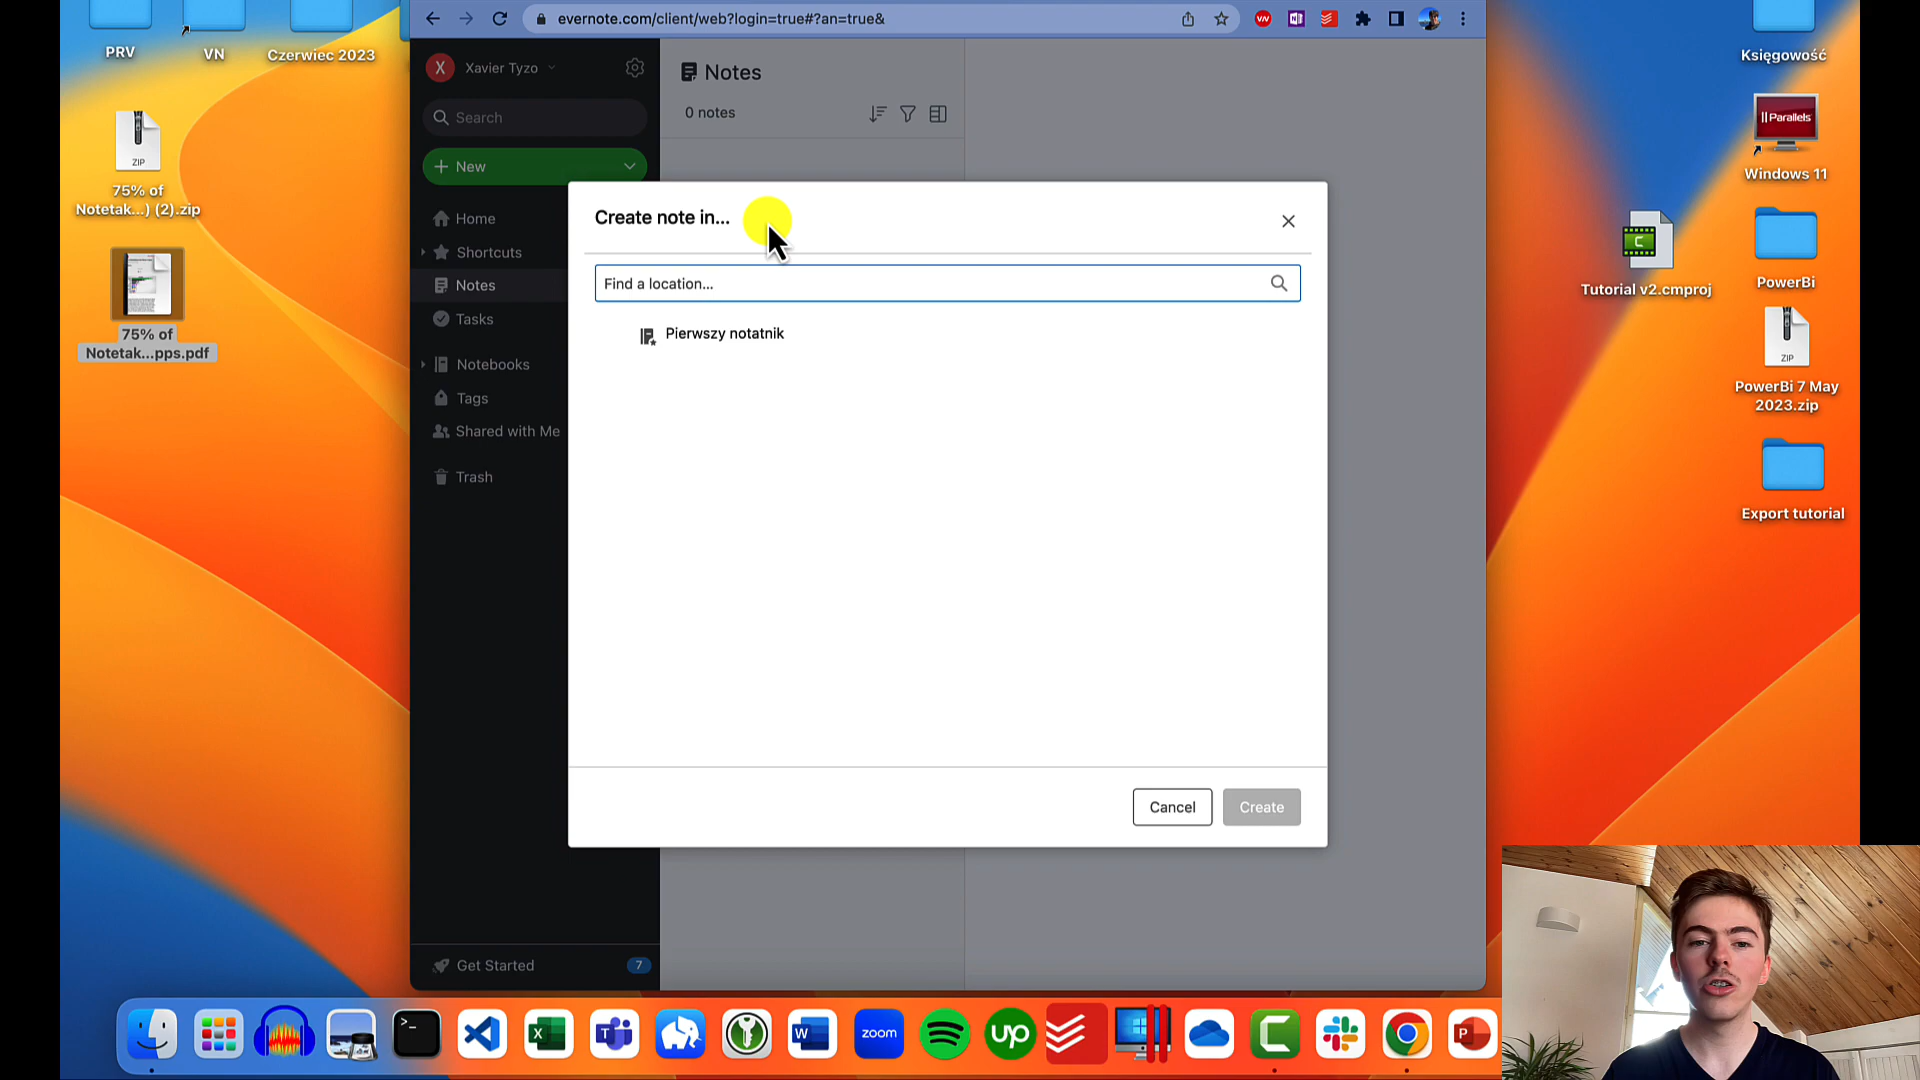 PRV
VN
Czerwiec 2023
ZIP
75% of
Notetak...) (2).zip
75% of
Notetak...pps.pdf
evernote.com/client/web?login=true#?an=true&
X
Xavier Tyzo
Search
New
Home
Shortcuts
Notes
Tasks
Notebooks
Tags
Shared with Me
Trash
Get Started
7
Notes
0 notes
Create note in...
Find a location...
Pierwszy notatnik
Cancel
Create
Księgowość
Parallels
Windows 11
C
Tutorial v2.cmproj
PowerBi
ZIP
PowerBi 7 May
2023.zip
Export tutorial
W
zoom
up
P